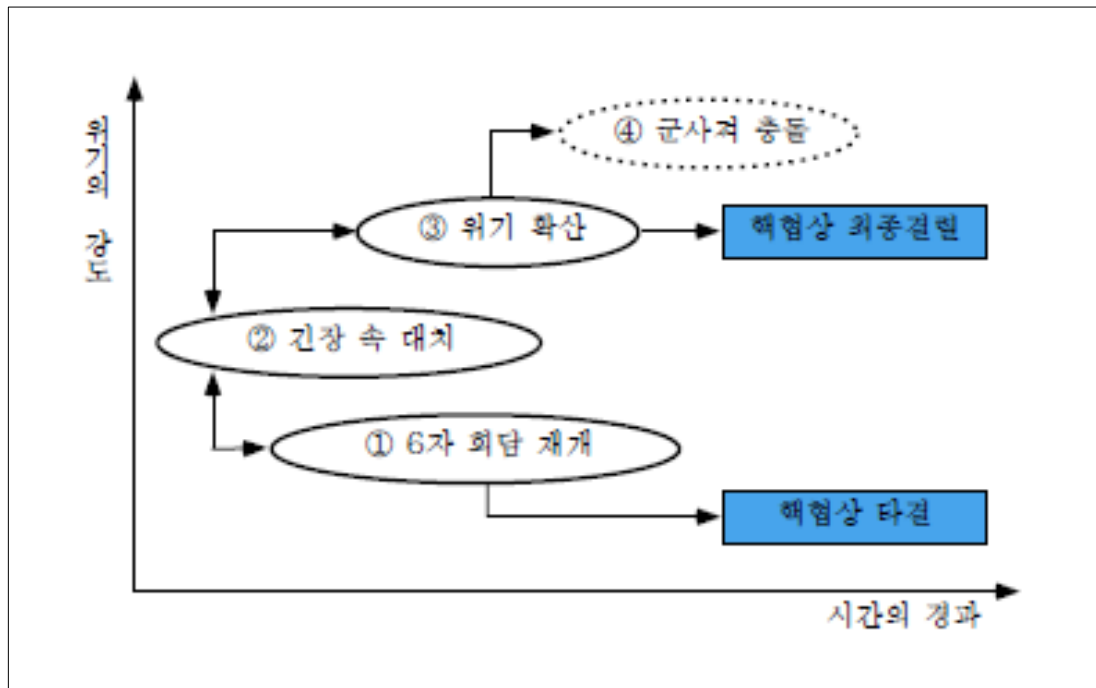 위기의 강도
④ 군사적 충돌
③ 위기 확산
핵협상 최종결렬
② 긴장 속 대치
① 6자 회담 재개
핵협상 타결
시간의 경과